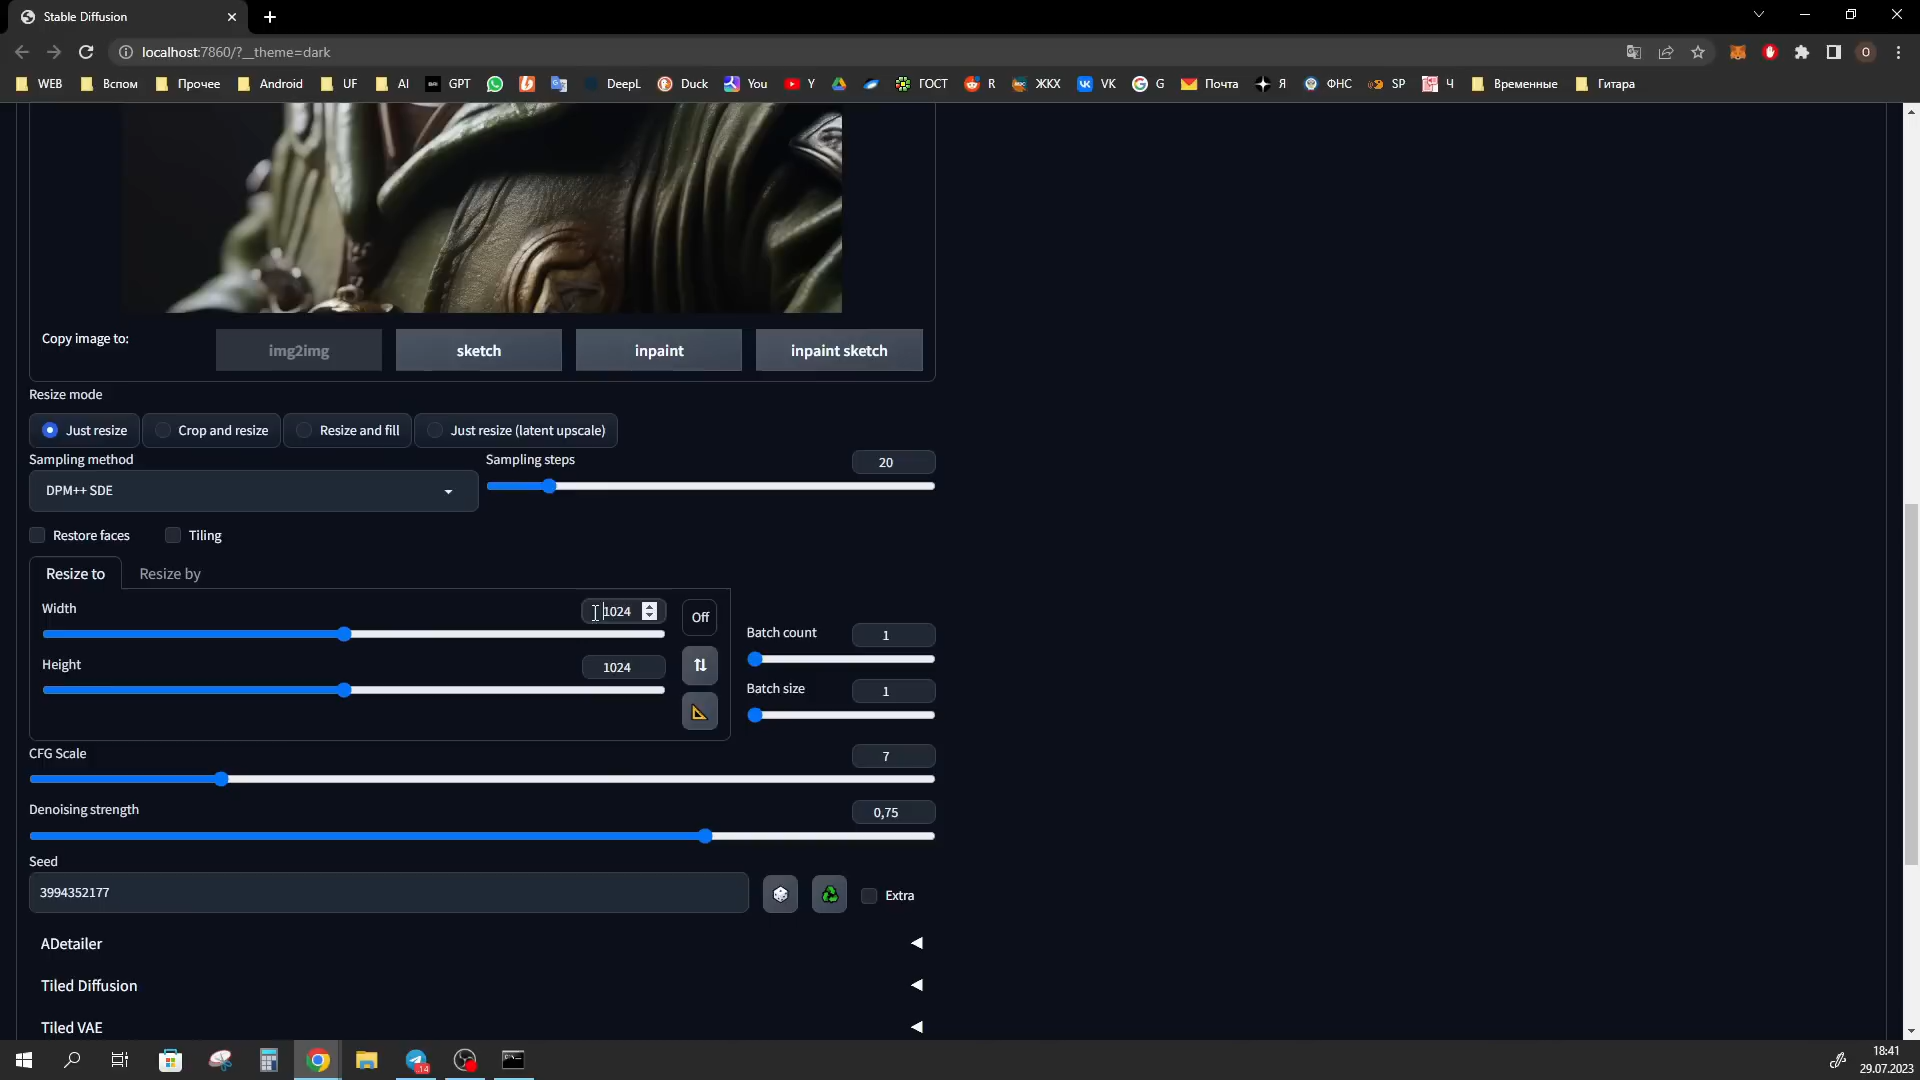 Stable Diffusion
localhost:7860/?__theme=dark
WEB Вспом Прочее Android UF AI GPT DeepL Duck You Y ГОСТ R ЖКХ VK G Почта Я ФНС SP Ч Временные Гитара
Copy image to:
img2img sketch inpaint inpaint sketch
Resize mode
Just resize Crop and resize Resize and fill Just resize (latent upscale)
Sampling method Sampling steps 20
DPM++ SDE
Restore faces Tiling
Resize to Resize by
Width 1024 Off
Batch count 1
Height 1024
Batch size 1
CFG Scale 7
Denoising strength 0,75
Seed
3994352177 Extra
ADetailer
Tiled Diffusion
Tiled VAE
14
18:41
29.07.2023